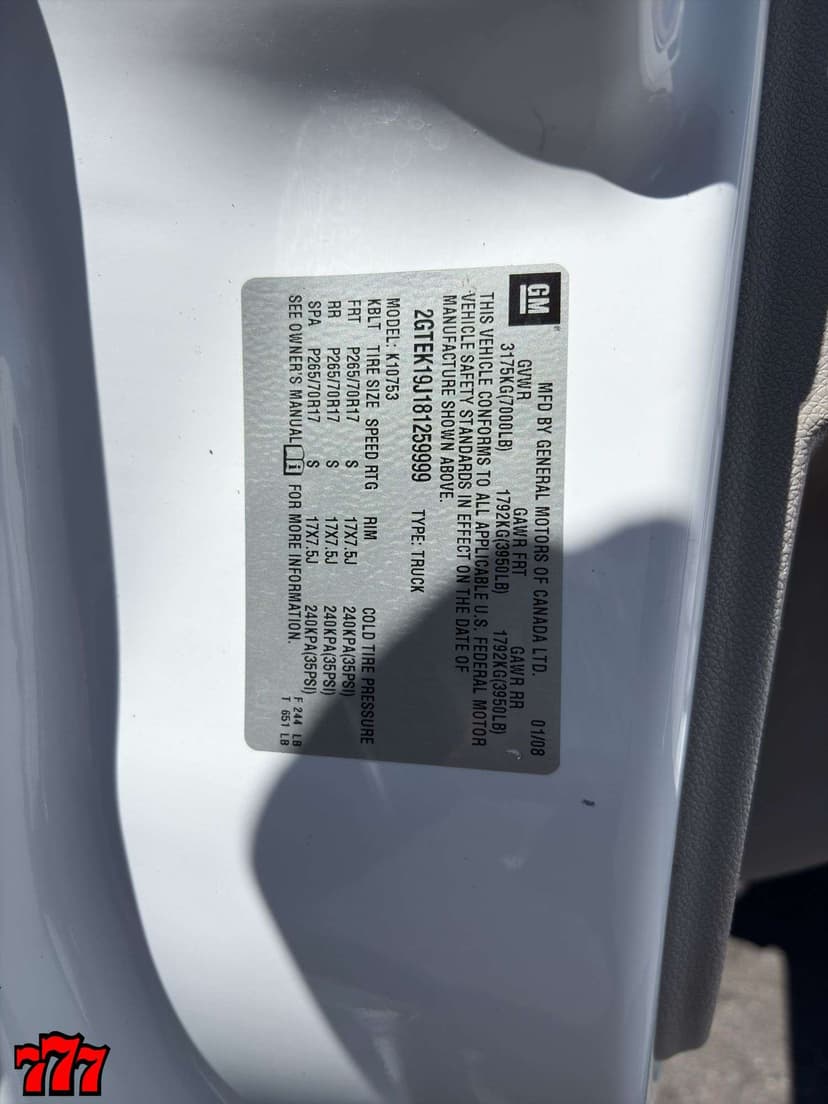 GM
MFD BY GENERAL MOTORS OF CANADA LTD. 01/08
GVWR GAWR FRT GAWR RR
3175KG(7000LB) 1792KG(3950LB) 1792KG(3950LB)
THIS VEHICLE CONFORMS TO ALL APPLICABLE U.S. FEDERAL MOTOR
VEHICLE SAFETY STANDARDS IN EFFECT ON THE DATE OF
MANUFACTURE SHOWN ABOVE.
2GTEK19J181259999 TYPE: TRUCK
MODEL: K10753
KBLT TIRE SIZE SPEED RTG RIM COLD TIRE PRESSURE
FRT P265/70R17 S 17X7.5J 240KPA(35PSI)
RR P265/70R17 S 17X7.5J 240KPA(35PSI)
SPA P265/70R17 S 17X7.5J 240KPA(35PSI)
SEE OWNER'S MANUAL i FOR MORE INFORMATION.
F 244 LB
T 651 LB
777